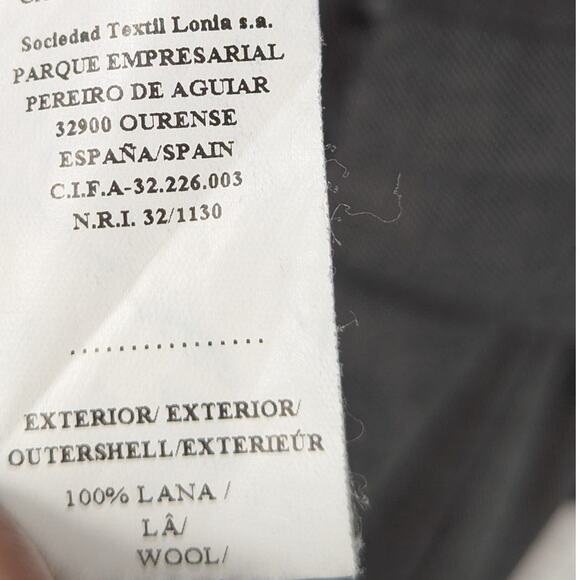 Sociedad Textil Lonia s.a.
PARQUE EMPRESARIAL
PEREIRO DE AGUIAR
32900 OURENSE
ESPAÑA/SPAIN
C.I.F.A-32.226.003
N.R.I. 32/1130
................
EXTERIOR/ EXTERIOR/
OUTERSHELL/EXTERIEÚR
100% LANA /
LÂ/
WOOL/